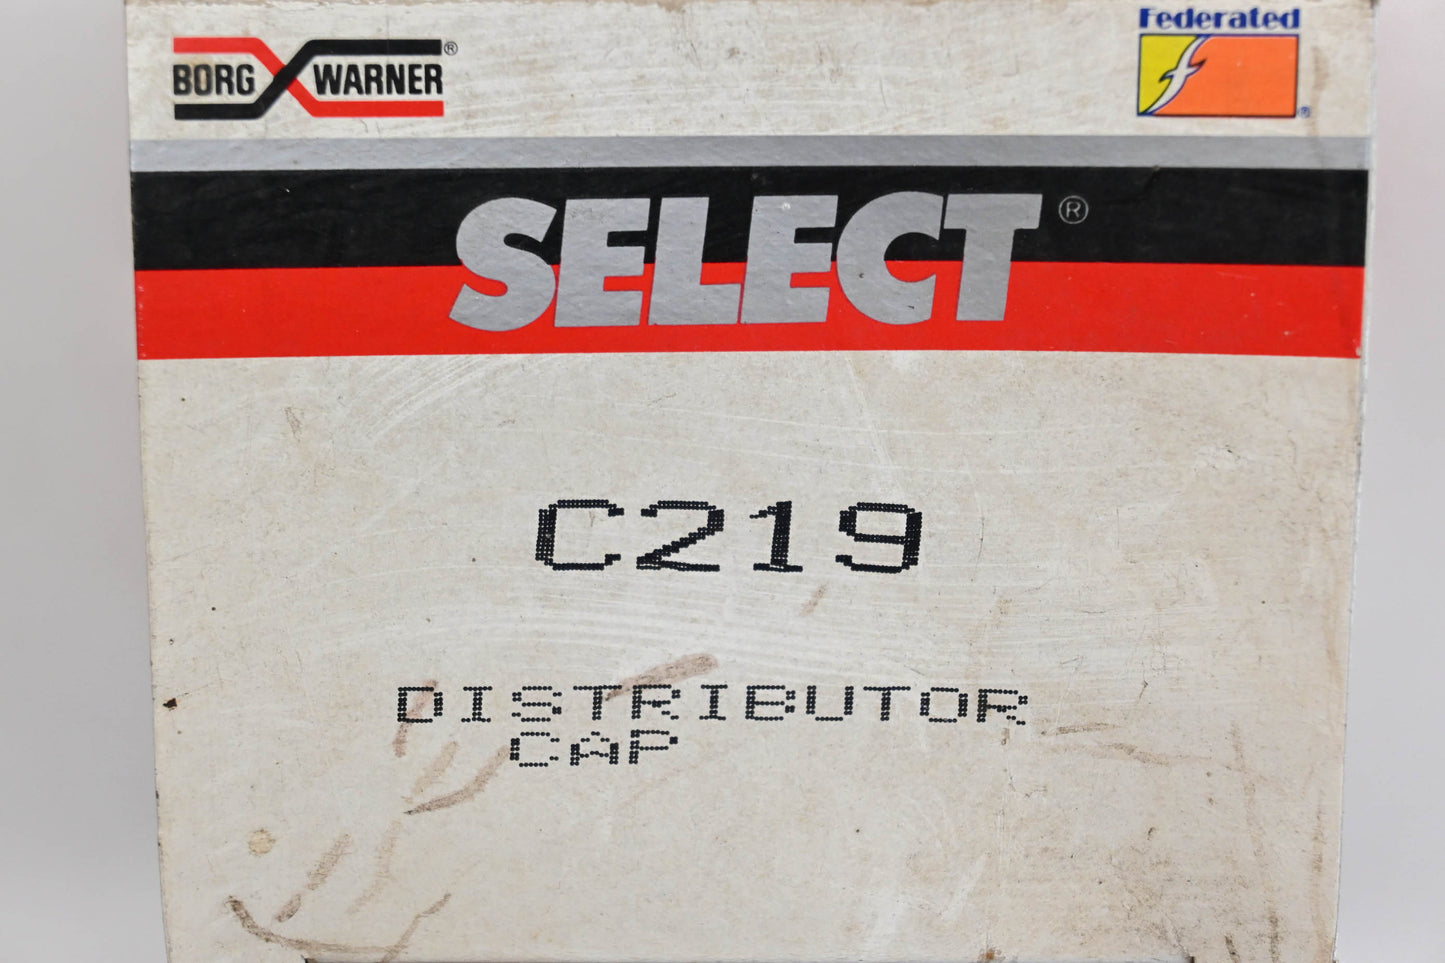 BORG WARNER®
Federated
f
®
SELECT®
C219
DISTRIBUTOR
CAP